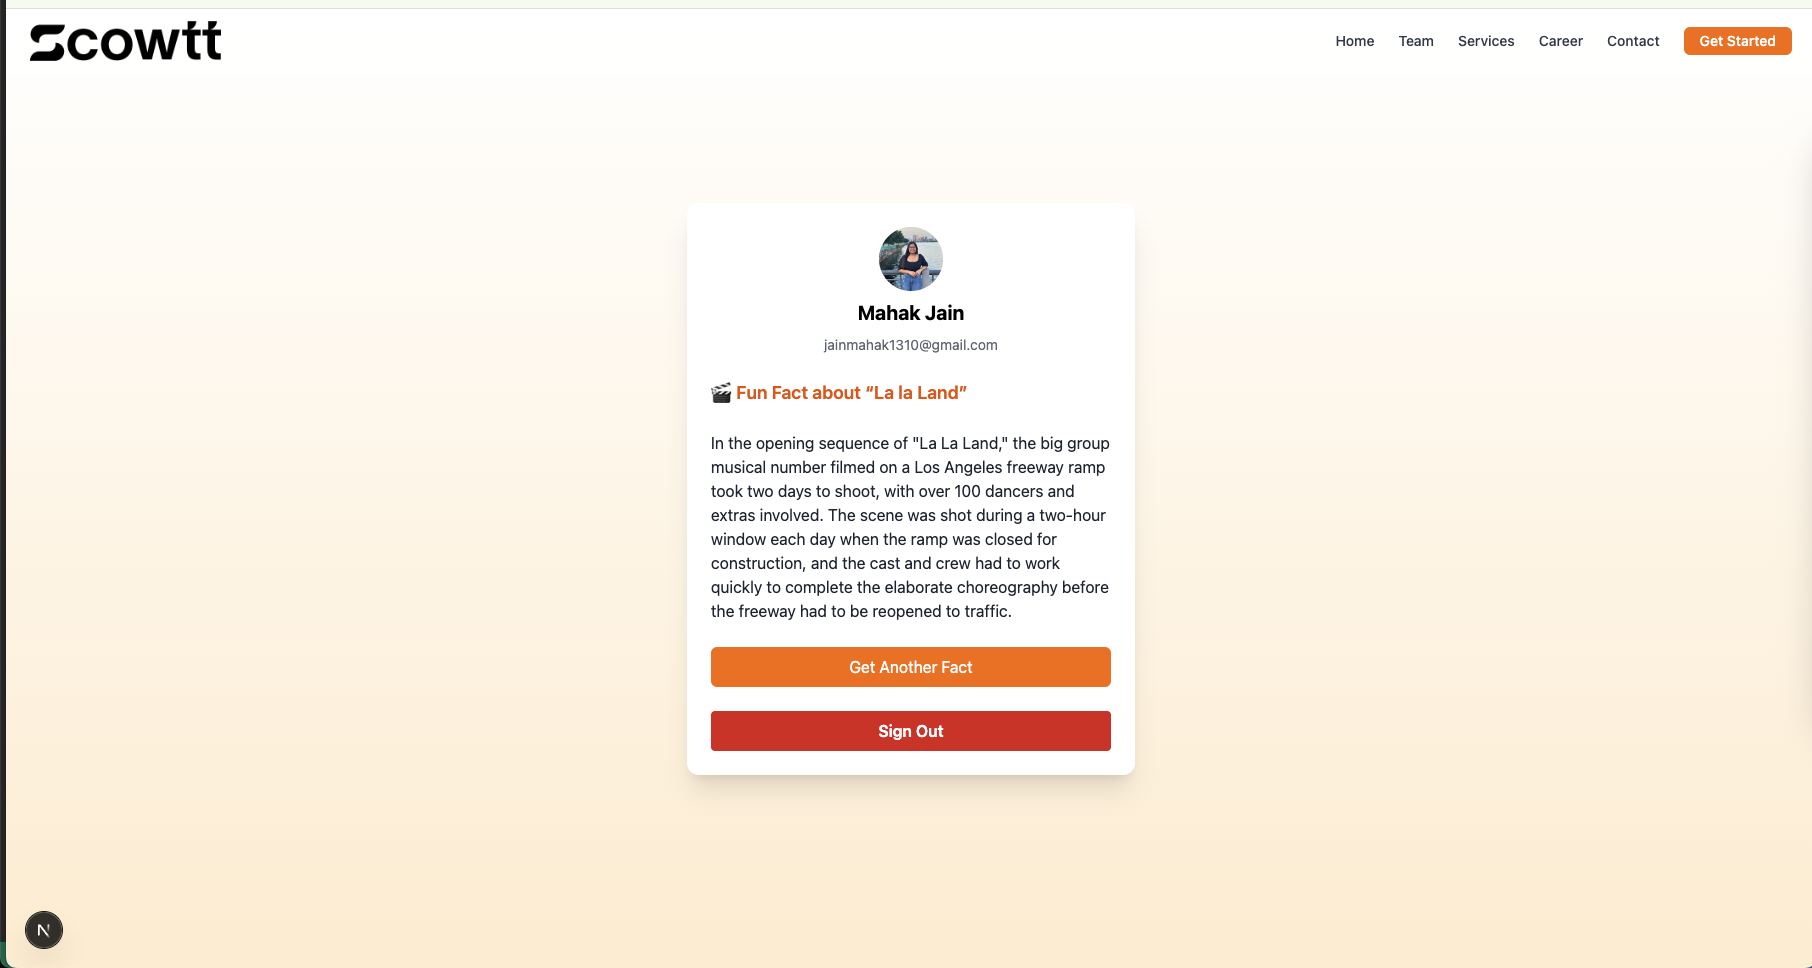 Scowtt
Home Team Services Career Contact Get Started
Mahak Jain
jainmahak1310@gmail.com
🎬 Fun Fact about “La la Land”
In the opening sequence of "La La Land," the big group
musical number filmed on a Los Angeles freeway ramp
took two days to shoot, with over 100 dancers and
extras involved. The scene was shot during a two-hour
window each day when the ramp was closed for
construction, and the cast and crew had to work
quickly to complete the elaborate choreography before
the freeway had to be reopened to traffic.
Get Another Fact
Sign Out
N